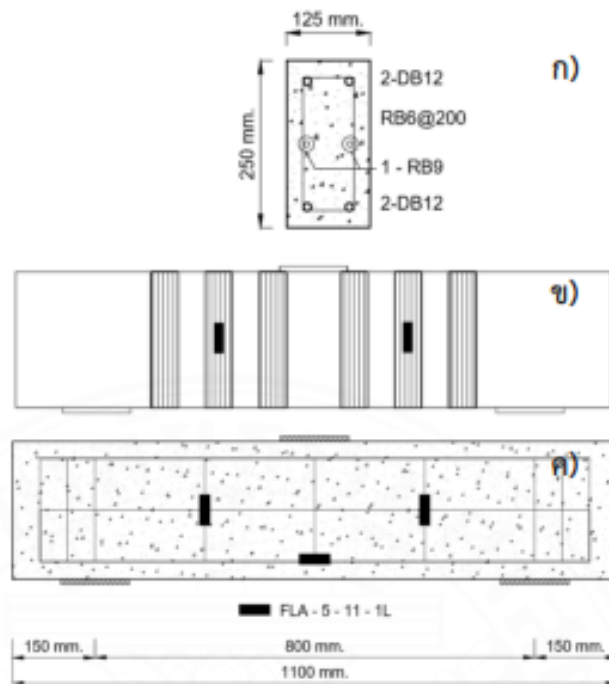 125 mm.
ก)
250 mm.
2-DB12
RB6@200
1 - RB9
2-DB12
ข)
ค)
FLA - 5 - 11 - 1L
150 mm.
800 mm.
150 mm.
1100 mm.